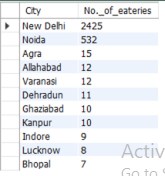 City No._of_eateries
New Delhi 2425
Noida 532
Agra 15
Allahabad 12
Varanasi 12
Dehradun 11
Ghaziabad 10
Kanpur 10
Indore 9
Lucknow 8
Bhopal 7
Activ
Go to S